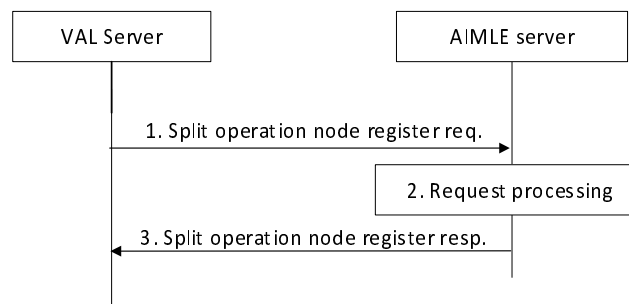 VAL Server
AIMLE server
1. Split operation node register req.
2. Request processing
3. Split operation node register resp.